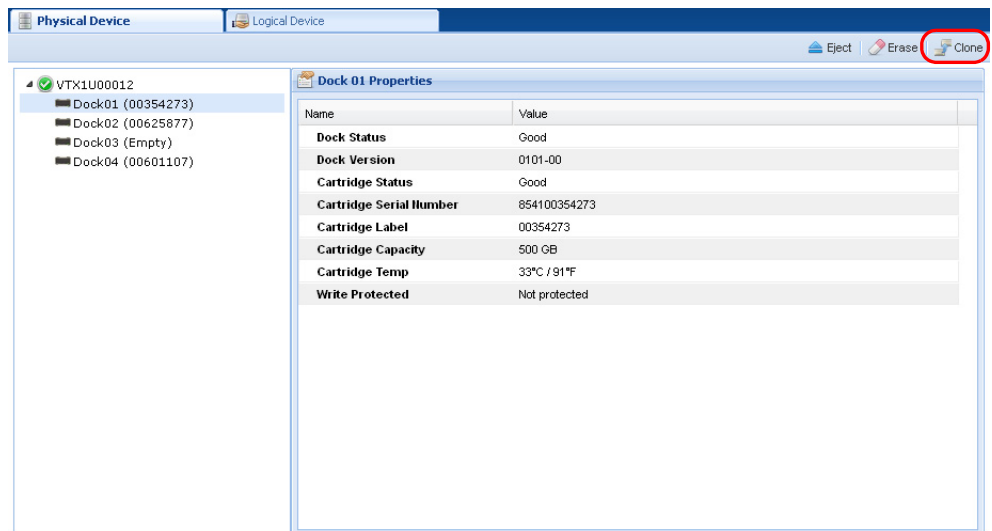 Physical Device
Logical Device
Eject
Erase
Clone
VTX1U00012
Dock01 (00354273)
Dock02 (00625877)
Dock03 (Empty)
Dock04 (00601107)
Dock 01 Properties
Name Value
Dock Status Good
Dock Version 0101-00
Cartridge Status Good
Cartridge Serial Number 854100354273
Cartridge Label 00354273
Cartridge Capacity 500 GB
Cartridge Temp 33°C / 91°F
Write Protected Not protected